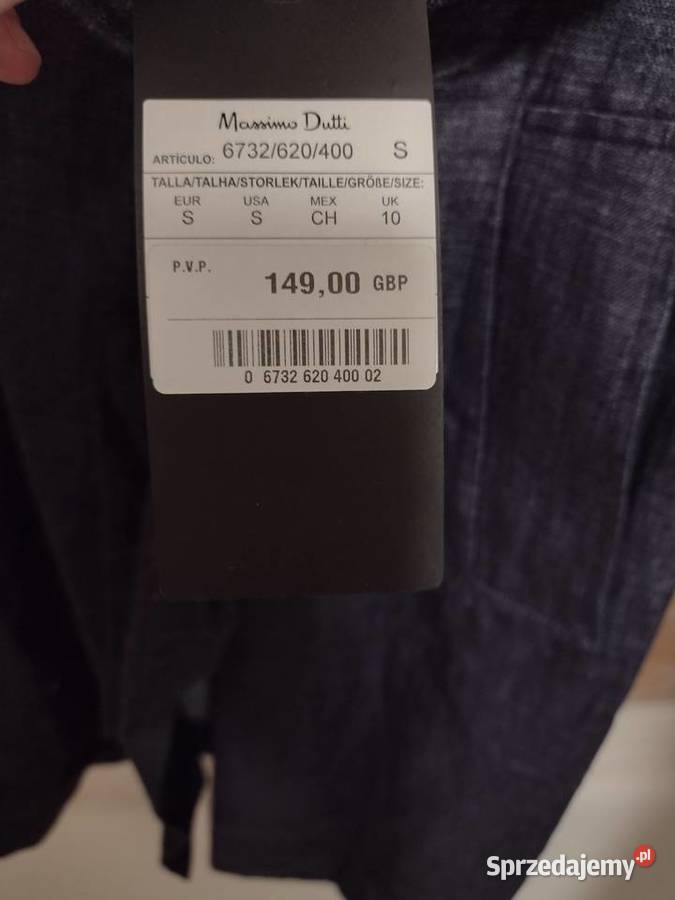 Massimo Dutti
ARTÍCULO: 6732/620/400 S
TALLA/TALHA/STORLEK/TAILLE/GRÖßE/SIZE:
EUR USA MEX UK
S S CH 10
P.V.P.
149,00 GBP
0 6732 620 400 02
Sprzedajemy.pl